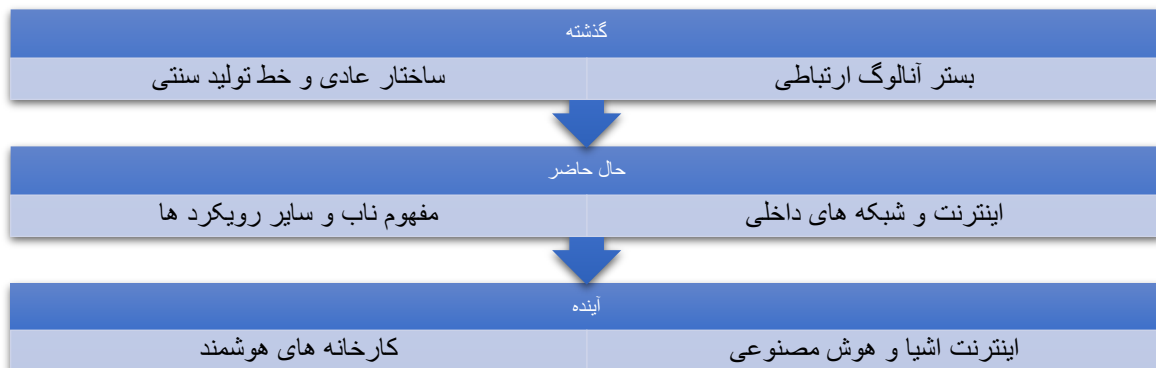 گذشته
بستر آنالوگ ارتباطی
ساختار عادی و خط تولید سنتی
حال حاضر
اینترنت و شبکه های داخلی
مفهوم ناب و سایر رویکرد ها
آینده
اینترنت اشیا و هوش مصنوعی
کارخانه های هوشمند